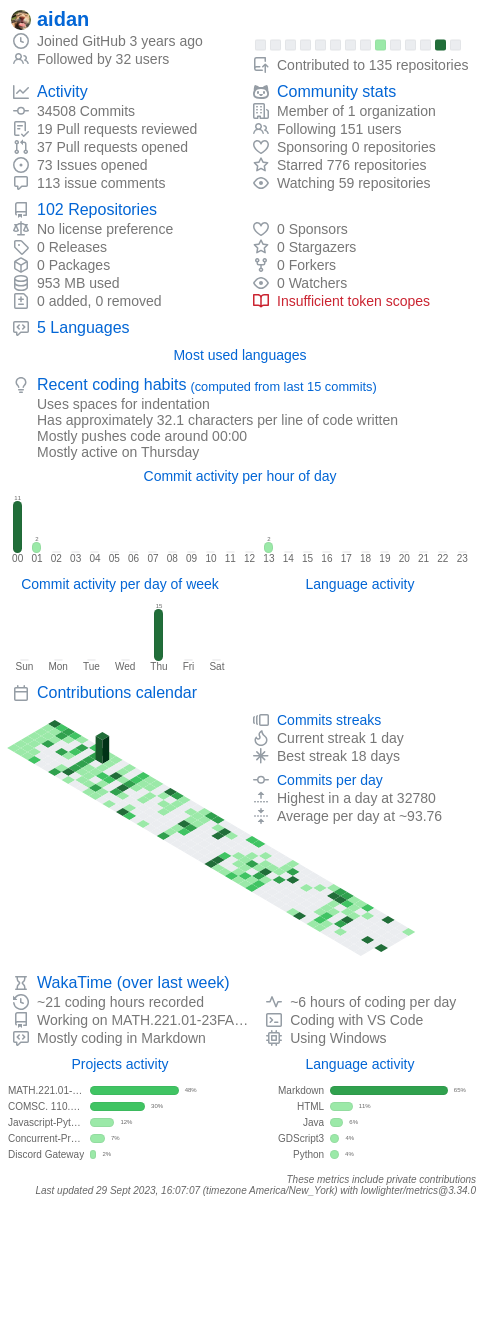 aidan
Joined GitHub 3 years ago
Followed by 32 users
Contributed to 135 repositories
Activity
34508 Commits
19 Pull requests reviewed
37 Pull requests opened
73 Issues opened
113 issue comments
Community stats
Member of 1 organization
Following 151 users
Sponsoring 0 repositories
Starred 776 repositories
Watching 59 repositories
102 Repositories
No license preference
0 Releases
0 Packages
953 MB used
0 added, 0 removed
0 Sponsors
0 Stargazers
0 Forkers
0 Watchers
Insufficient token scopes
5 Languages
Most used languages
Recent coding habits (computed from last 15 commits)
Uses spaces for indentation
Has approximately 32.1 characters per line of code written
Mostly pushes code around 00:00
Mostly active on Thursday
Commit activity per hour of day
11 2 2
00 01 02 03 04 05 06 07 08 09 10 11 12 13 14 15 16 17 18 19 20 21 22 23
Commit activity per day of week
15
Sun Mon Tue Wed Thu Fri Sat
Language activity
Contributions calendar
Commits streaks
Current streak 1 day
Best streak 18 days
Commits per day
Highest in a day at 32780
Average per day at ~93.76
WakaTime (over last week)
~21 coding hours recorded
Working on MATH.221.01-23FA…
Mostly coding in Markdown
~6 hours of coding per day
Coding with VS Code
Using Windows
Projects activity
MATH.221.01-… 48%
COMSC. 110.… 30%
Javascript-Pyt… 12%
Concurrent-Pr… 7%
Discord Gateway 2%
Language activity
Markdown 65%
HTML 11%
Java 6%
GDScript3 4%
Python 4%
These metrics include private contributions
Last updated 29 Sept 2023, 16:07:07 (timezone America/New_York) with lowlighter/metrics@3.34.0